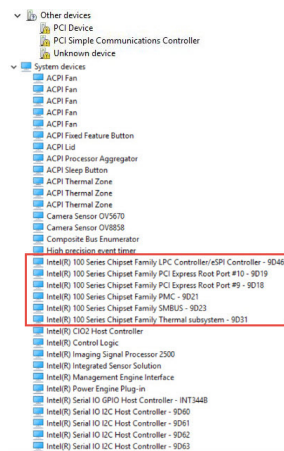 Other devices
PCI Device
PCI Simple Communications Controller
Unknown device
System devices
ACPI Fan
ACPI Fan
ACPI Fan
ACPI Fan
ACPI Fan
ACPI Fixed Feature Button
ACPI Lid
ACPI Processor Aggregator
ACPI Sleep Button
ACPI Thermal Zone
ACPI Thermal Zone
ACPI Thermal Zone
Camera Sensor OV5670
Camera Sensor OV8858
Composite Bus Enumerator
High precision event timer
Intel(R) 100 Series Chipset Family LPC Controller/eSPI Controller - 9D46
Intel(R) 100 Series Chipset Family PCI Express Root Port #10 - 9D19
Intel(R) 100 Series Chipset Family PCI Express Root Port #9 - 9D18
Intel(R) 100 Series Chipset Family PMC - 9D21
Intel(R) 100 Series Chipset Family SMBUS - 9D23
Intel(R) 100 Series Chipset Family Thermal subsystem - 9D31
Intel(R) CIO2 Host Controller
Intel(R) Control Logic
Intel(R) Imaging Signal Processor 2500
Intel(R) Integrated Sensor Solution
Intel(R) Management Engine Interface
Intel(R) Power Engine Plug-in
Intel(R) Serial IO GPIO Host Controller - INT344B
Intel(R) Serial IO I2C Host Controller - 9D60
Intel(R) Serial IO I2C Host Controller - 9D61
Intel(R) Serial IO I2C Host Controller - 9D62
Intel(R) Serial IO I2C Host Controller - 9D63